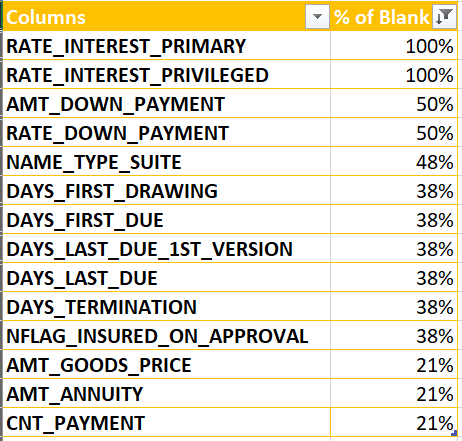 Columns % of Blank
RATE_INTEREST_PRIMARY 100%
RATE_INTEREST_PRIVILEGED 100%
AMT_DOWN_PAYMENT 50%
RATE_DOWN_PAYMENT 50%
NAME_TYPE_SUITE 48%
DAYS_FIRST_DRAWING 38%
DAYS_FIRST_DUE 38%
DAYS_LAST_DUE_1ST_VERSION 38%
DAYS_LAST_DUE 38%
DAYS_TERMINATION 38%
NFLAG_INSURED_ON_APPROVAL 38%
AMT_GOODS_PRICE 21%
AMT_ANNUITY 21%
CNT_PAYMENT 21%